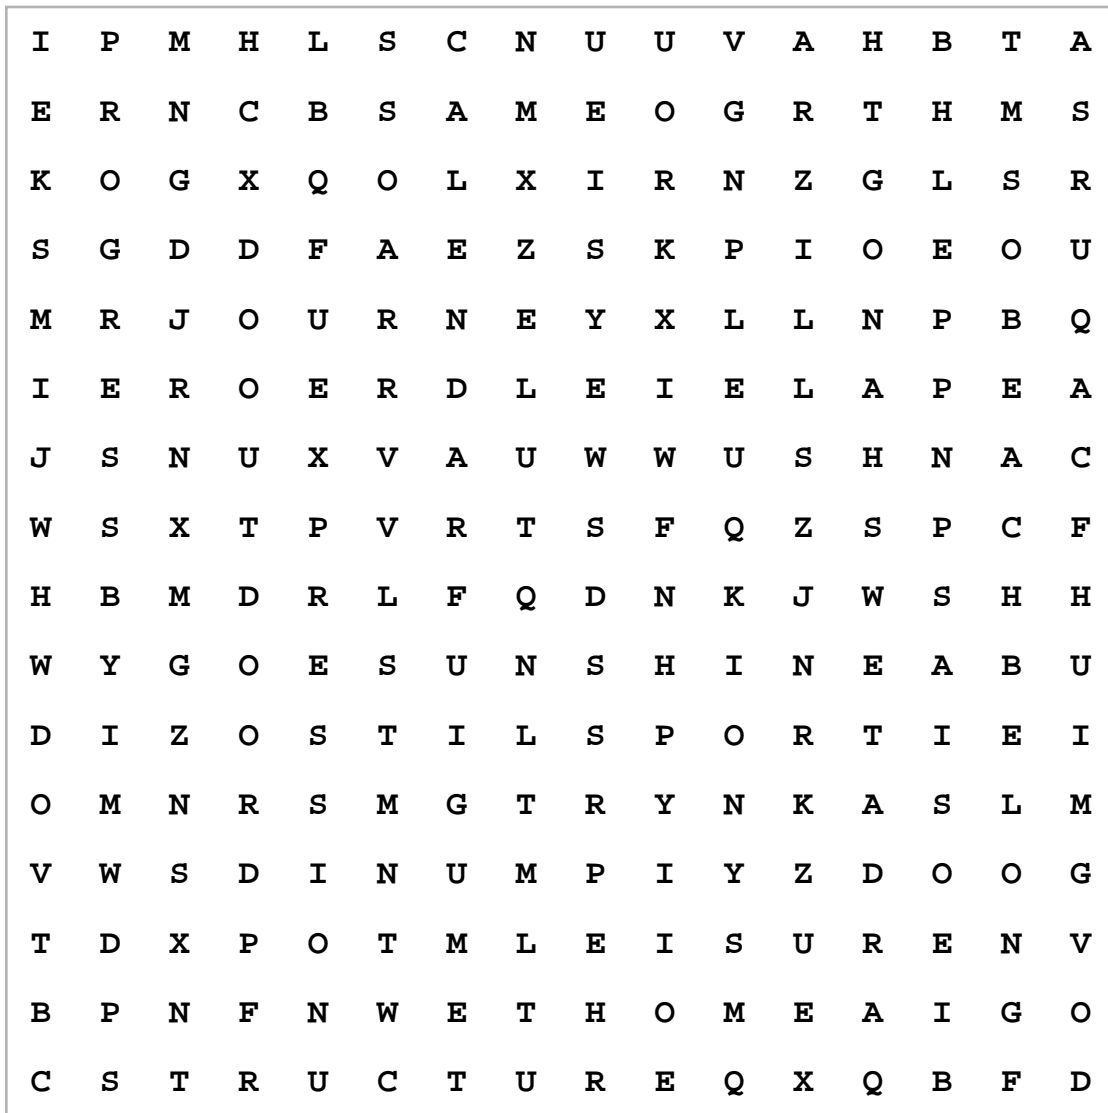 I P M H L S C N U U V A H B T A
E R N C B S A M E O G R T H M S
K O G X Q O L X I R N Z G L S R
S G D D F A E Z S K P I O E O U
M R J O U R N E Y X L L N P B Q
I E R O E R D L E I E L A P E A
J S N U X V A U W W U S H N A C
W S X T P V R T S F Q Z S P C F
H B M D R L F Q D N K J W S H H
W Y G O E S U N S H I N E A B U
D I Z O S T I L S P O R T I E I
O M N R S M G T R Y N K A S L M
V W S D I N U M P I Y Z D O O G
T D X P O T M L E I S U R E N V
B P N F N W E T H O M E A I G O
C S T R U C T U R E Q X Q B F D